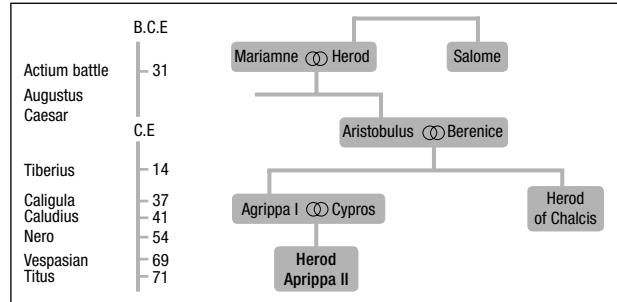 B.C.E
Mariamne Herod Salome
Actium battle 31
Augustus
Caesar
C.E
Aristobulus Berenice
Tiberius 14
Caligula 37
Caludius 41
Agrippa I Cypros
Herod
of Chalcis
Nero 54
Vespasian 69
Titus 71
Herod
Aprippa II